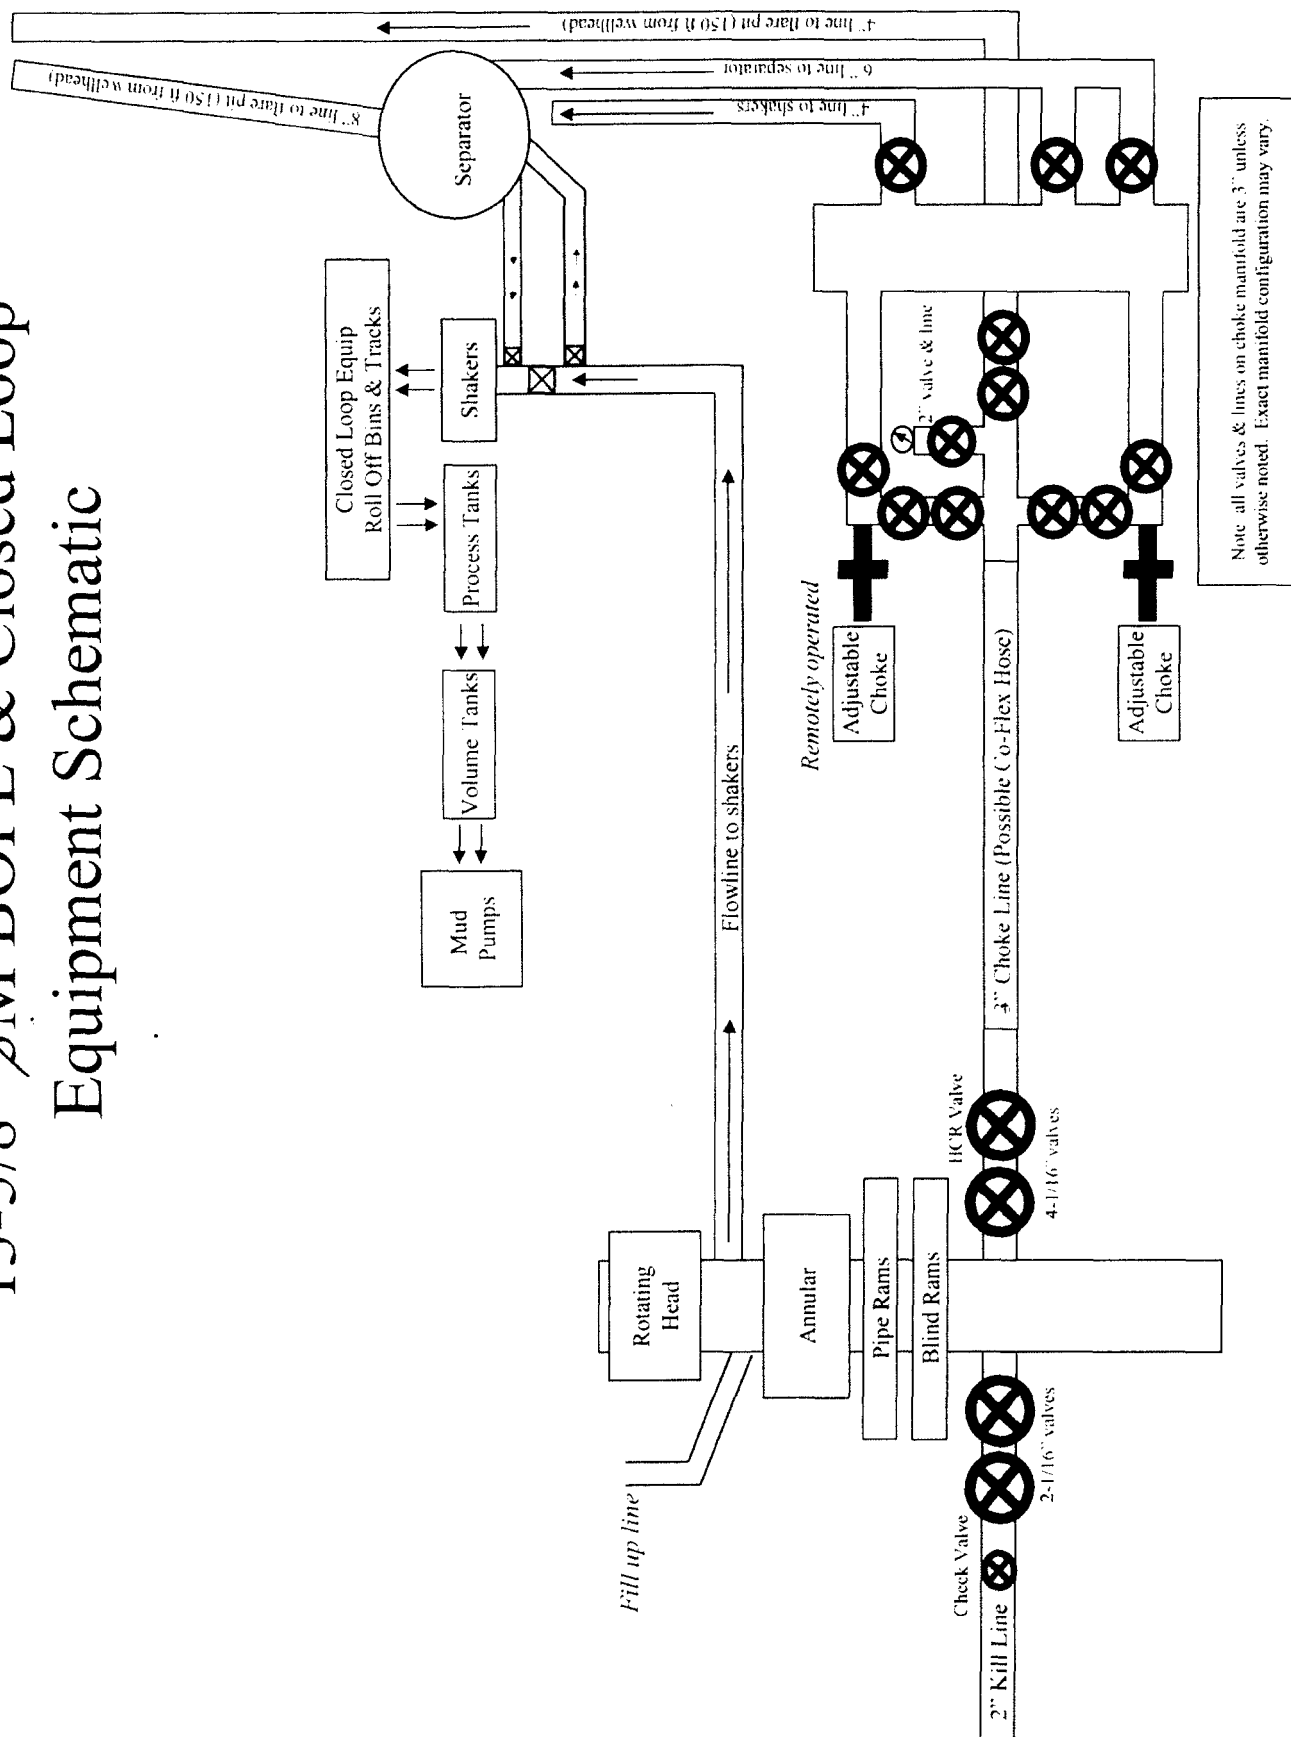 BOPE & Closed Loop
Equipment Schematic
4" line to flare pit (150 ft from wellhead)
8" line to flare pit (150 ft from wellhead)
6" line to separator
4" line to shakers
Separator
Closed Loop Equip
Roll Off Bins & Tracks
Shakers
Process Tanks
Volume Tanks
Mud
Pumps
Flowline to shakers
Rotating
Head
Fill up line
Annular
Pipe Rams
Blind Rams
HCR Valve
4-1/16" valves
2-1/16" valves
Check Valve
2" Kill Line
3" Choke Line (Possible Co-Flex Hose)
2" valve & line
Remotely operated
Adjustable
Choke
Adjustable
Choke
Note all valves & lines on choke manifold are 3" unless
otherwise noted. Exact manifold configuration may vary.